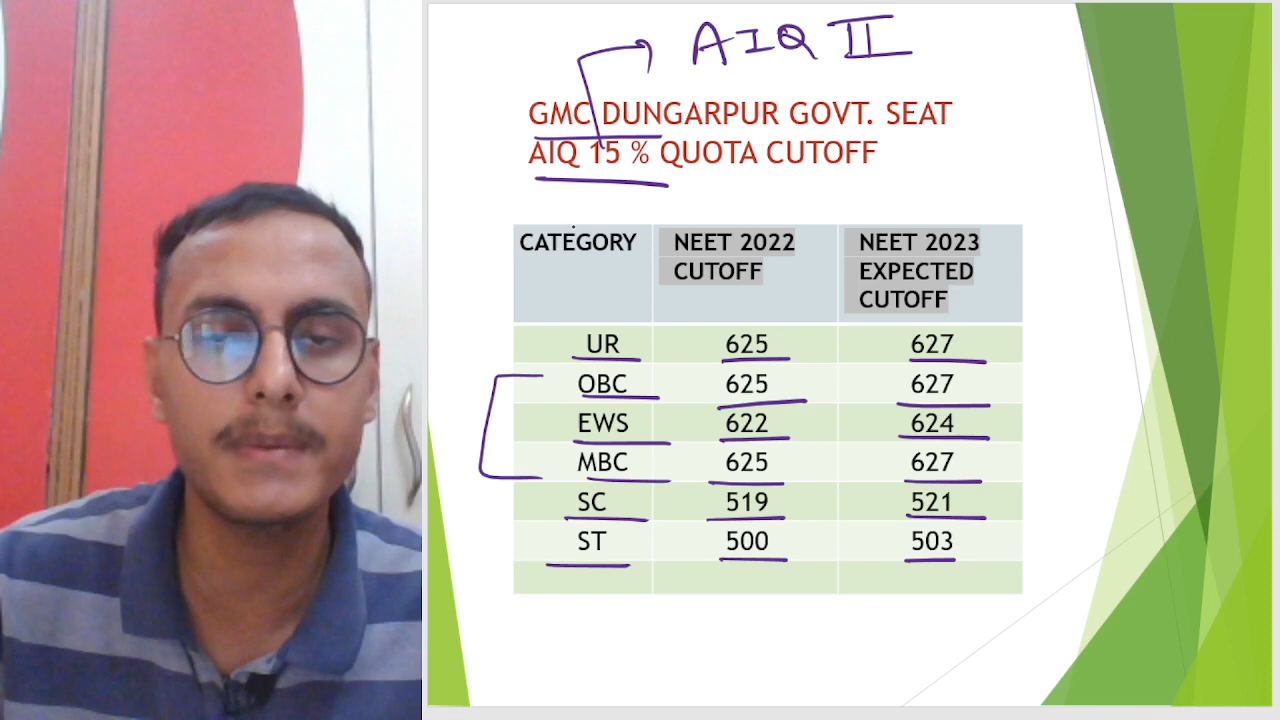 AIQ II
GMC DUNGARPUR GOVT. SEAT
AIQ 15 % QUOTA CUTOFF
CATEGORY NEET 2022 CUTOFF NEET 2023 EXPECTED CUTOFF
UR 625 627
OBC 625 627
EWS 622 624
MBC 625 627
SC 519 521
ST 500 503